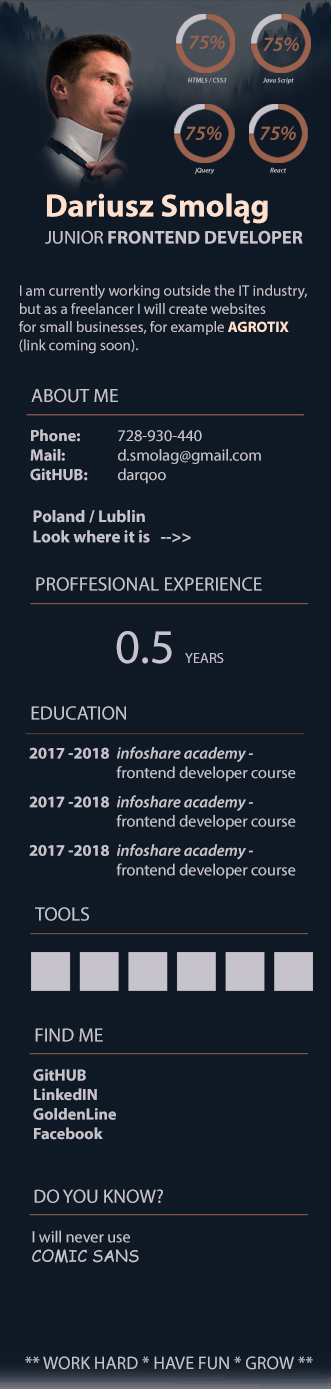 75%
75%
HTML5 / CSS3
Java Script
75%
75%
jQuery
React
Dariusz Smoląg
JUNIOR FRONTEND DEVELOPER
I am currently working outside the IT industry,
but as a freelancer I will create websites
for small businesses, for example AGROTIX
(link coming soon).
ABOUT ME
Phone: 728-930-440
Mail: d.smolag@gmail.com
GitHUB: darqoo
Poland / Lublin
Look where it is -->>
PROFFESIONAL EXPERIENCE
0.5 YEARS
EDUCATION
2017 -2018 infoshare academy -
frontend developer course
2017 -2018 infoshare academy -
frontend developer course
2017 -2018 infoshare academy -
frontend developer course
TOOLS
FIND ME
GitHUB
LinkedIN
GoldenLine
Facebook
DO YOU KNOW?
I will never use
COMIC SANS
** WORK HARD * HAVE FUN * GROW **